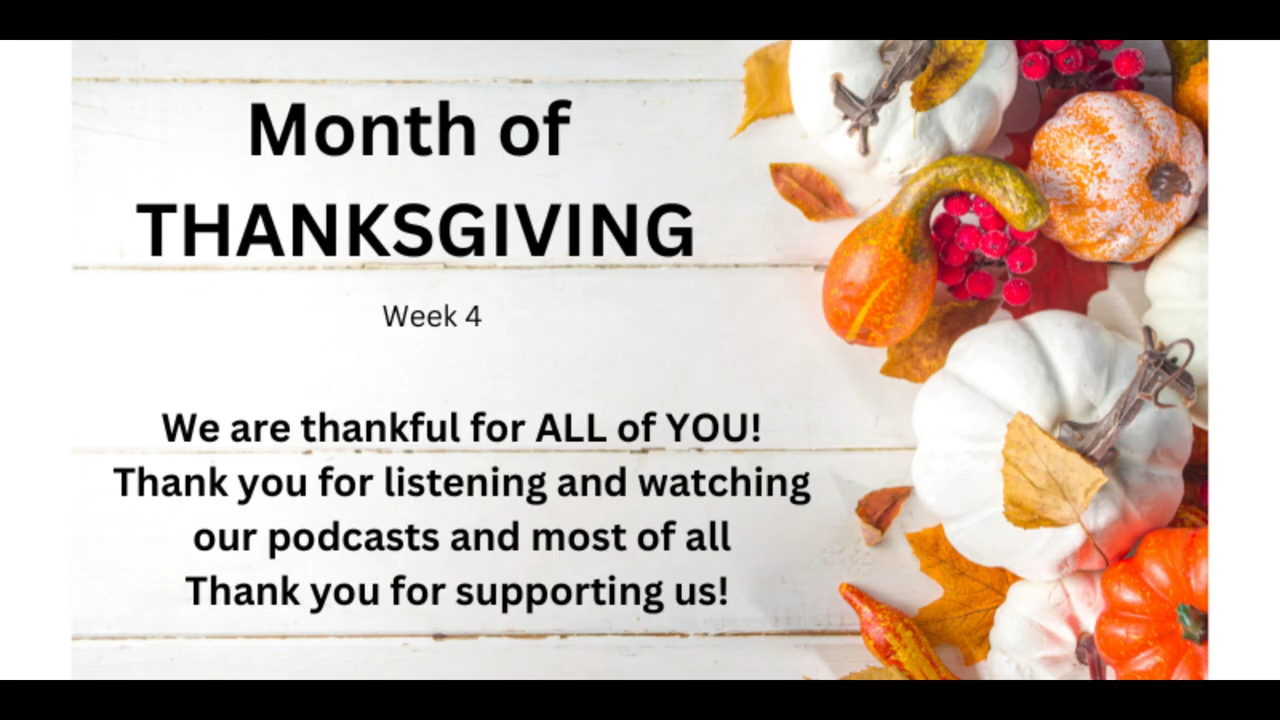 Month of
THANKSGIVING
Week 4
We are thankful for ALL of YOU!
Thank you for listening and watching
our podcasts and most of all
Thank you for supporting us!